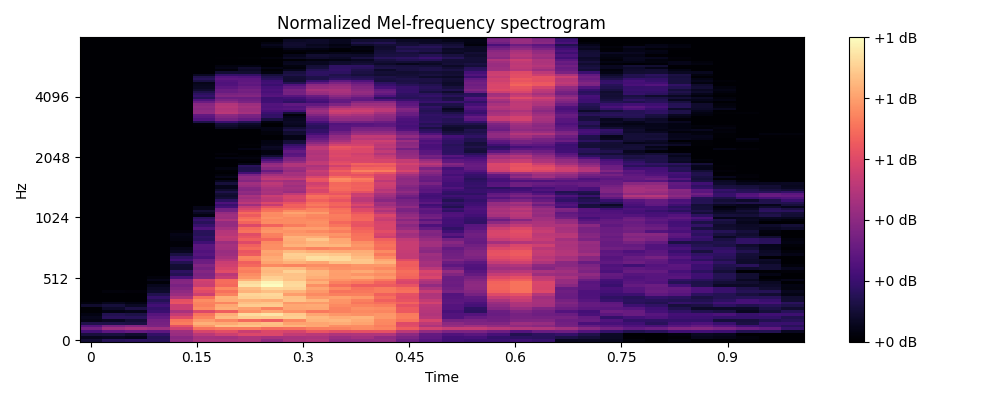 Normalized Mel-frequency spectrogram
Hz
4096
2048
1024
512
0
0 0.15 0.3 0.45 0.6 0.75 0.9
Time
+1 dB
+1 dB
+1 dB
+0 dB
+0 dB
+0 dB